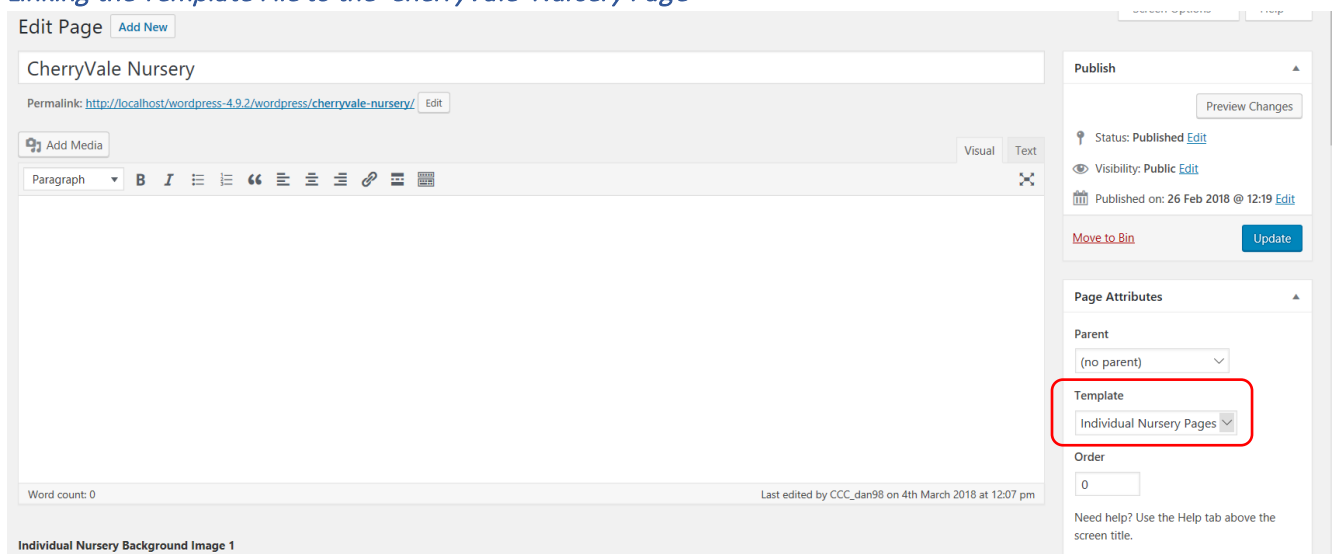 Linking the Template File to the CherryVale Nursery Page
Screen Options Help
Edit Page Add New
CherryVale Nursery
Permalink: http://localhost/wordpress-4.9.2/wordpress/cherryvale-nursery/ Edit
Add Media
Visual Text
Paragraph B I
Word count: 0 Last edited by CCC_dan98 on 4th March 2018 at 12:07 pm
Individual Nursery Background Image 1
Publish
Preview Changes
Status: Published Edit
Visibility: Public Edit
Published on: 26 Feb 2018 @ 12:19 Edit
Move to Bin Update
Page Attributes
Parent
(no parent)
Template
Individual Nursery Pages
Order
0
Need help? Use the Help tab above the
screen title.